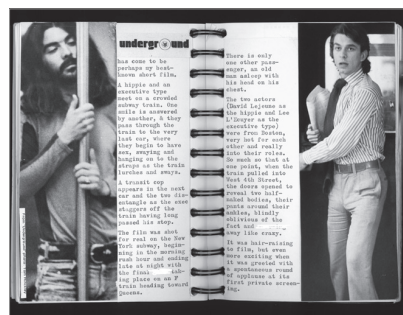 undergr und
has come to be
perhaps my best-
known short film.
A hippie and an
executive type
meet on a crowded
subway train. One
smile is answered
by another, & they
pass through the
train to the very
last car, where
they begin to have
sex, swaying and
hanging on to the
straps as the train
lurches and sways.
A transit cop
appears in the next
car and the two dis-
entangle as the exec
staggers off the
train having long
passed his stop.
The film was shot
for real on the New
York subway, begin-
ning in the morning
rush hour and ending
late at night with
the final
ing place on an F
train heading toward
Queens.
There is only
one other pass-
enger, an old
man asleep with
his head on his
chest.
The two actors
(David Lejeune as
the hippie and Lee
L'Ecuyer as the
executive type)
were from Boston,
very hot for each
other and really
into their roles.
So much so that at
one point, when the
train pulled into
West 4th Street,
the doors opened to
reveal two half-
naked bodies, their
pants around their
ankles, blindly
oblivious of the
fact and
away like crazy.
It was hair-raising
to film, but even
more exciting when
it was greeted with
a spontaneous round
of applause at its
first private screen-
ing.